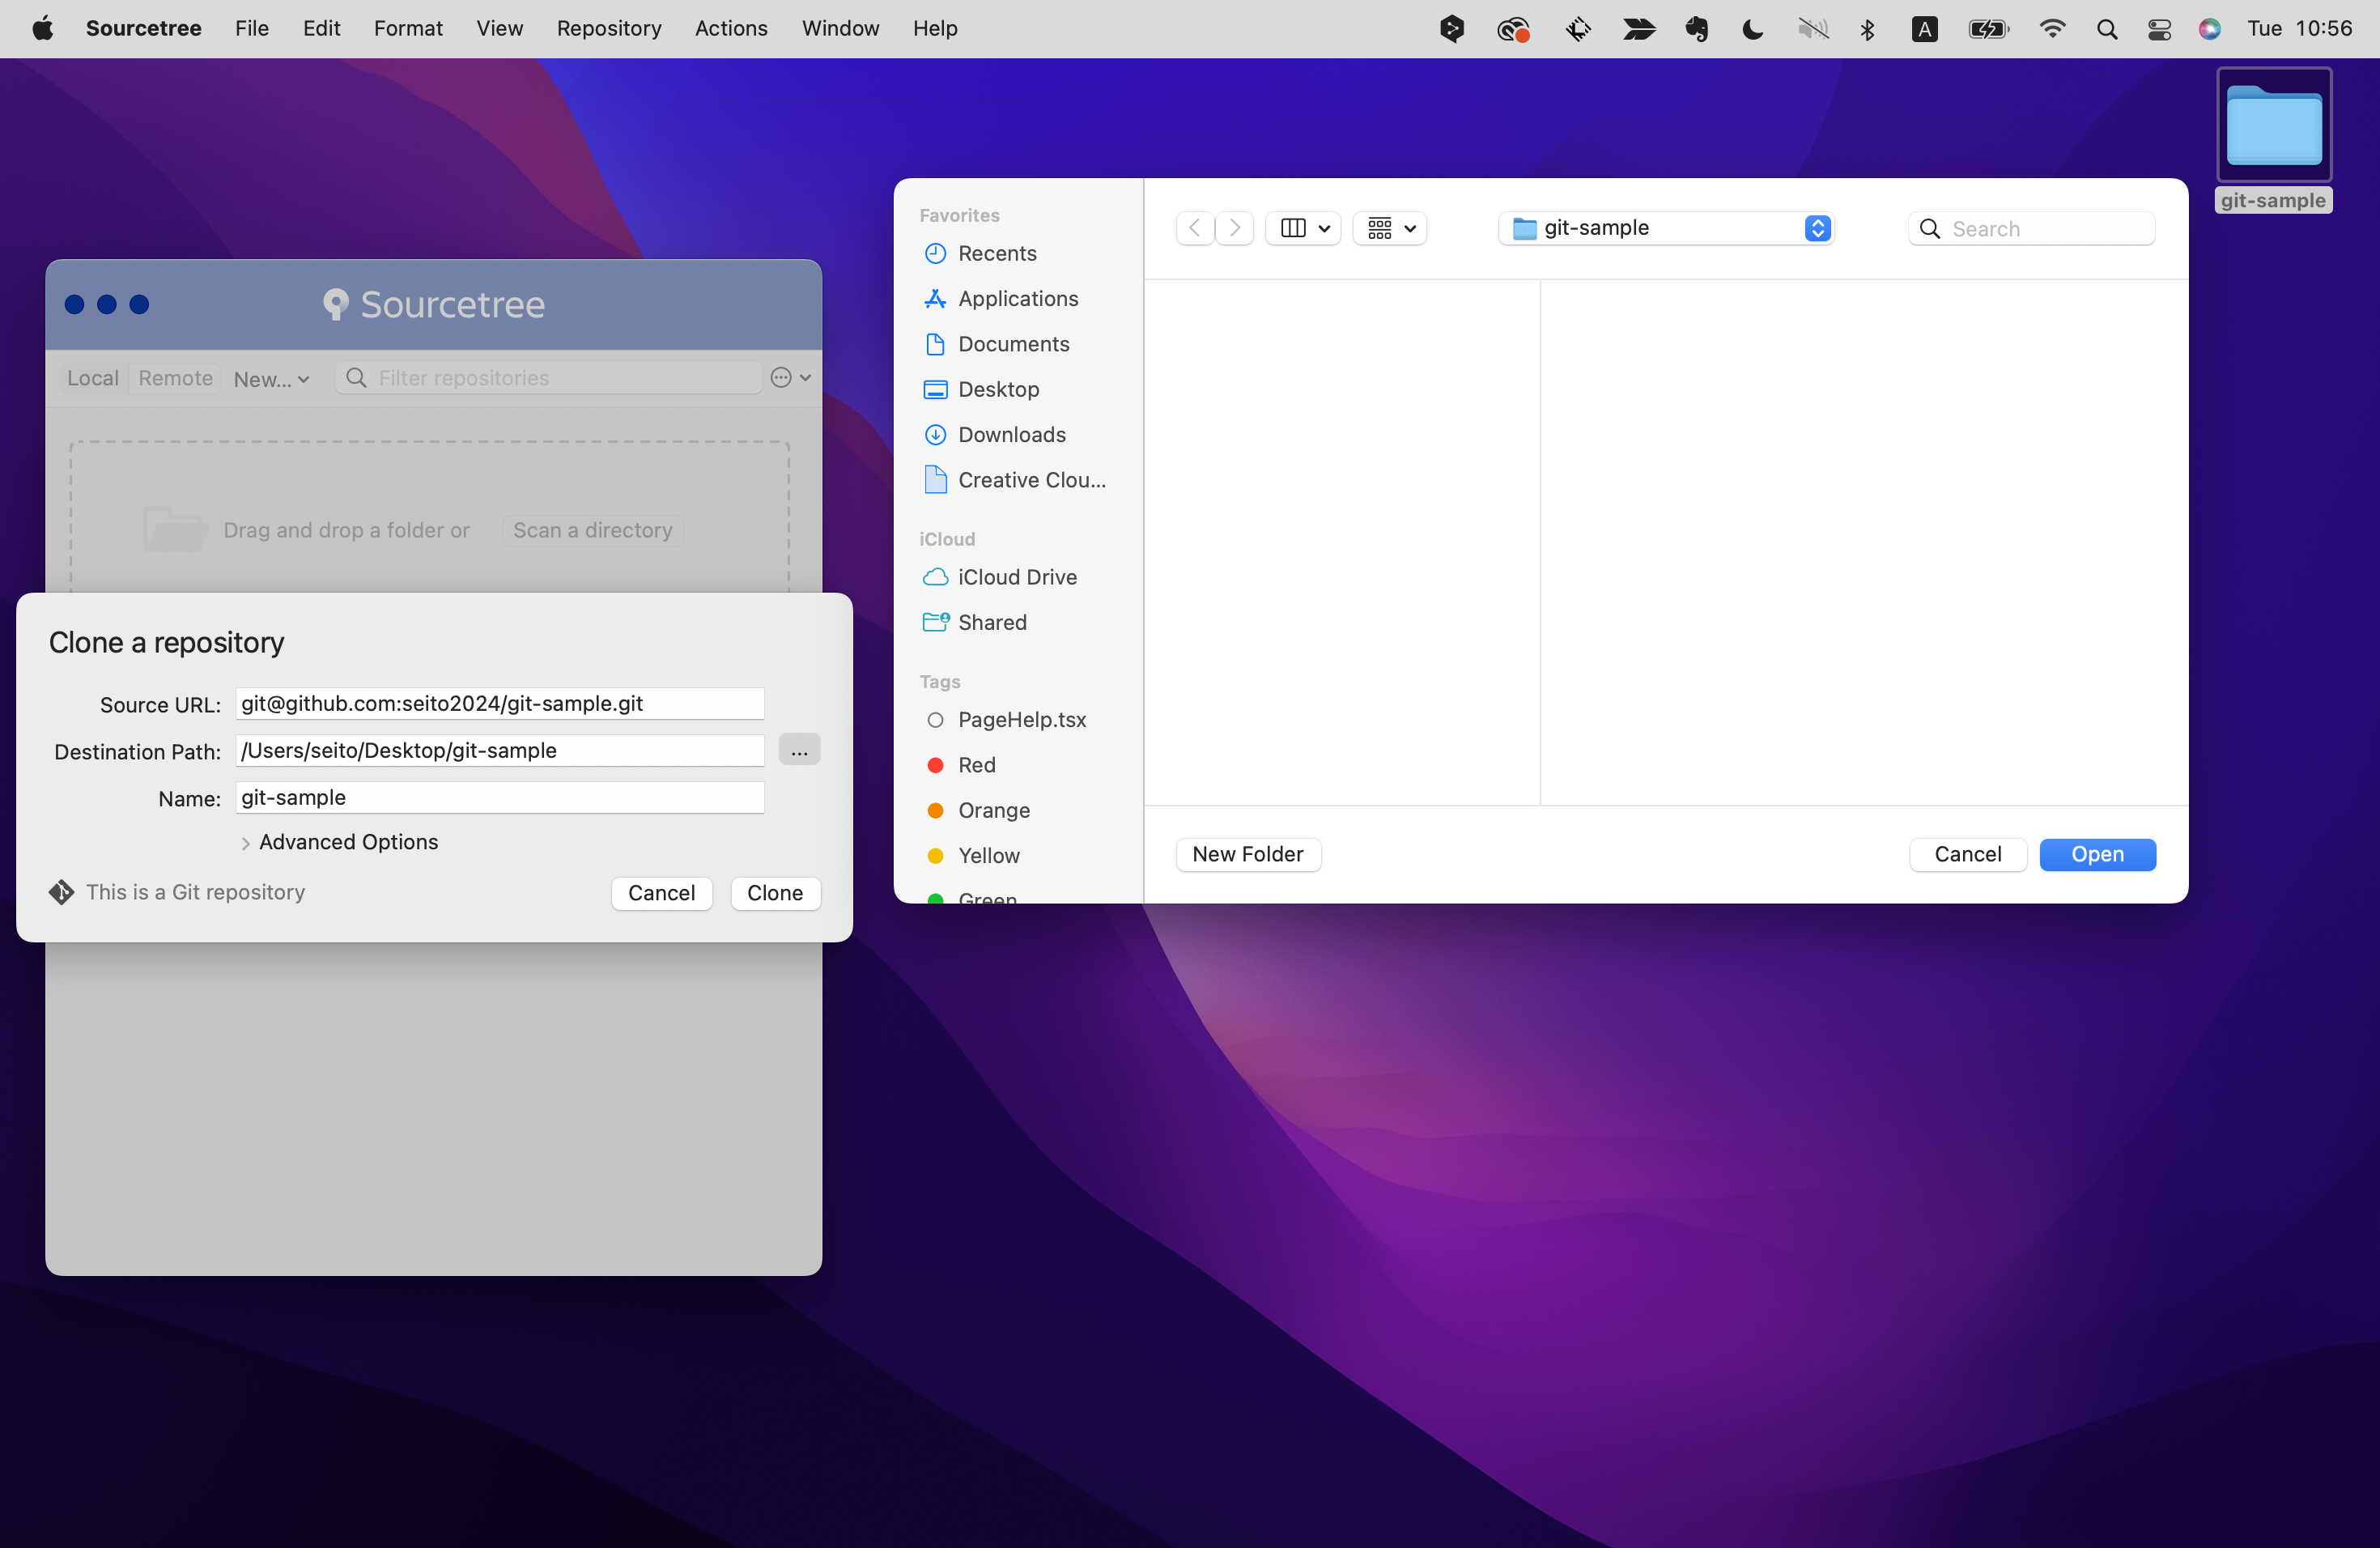 Sourcetree File Edit Format View Repository Actions Window Help A Tue 10:56
git-sample
Sourcetree
Local Remote New... Filter repositories
Drag and drop a folder or Scan a directory
Clone a repository
Source URL: git@github.com:seito2024/git-sample.git
Destination Path: /Users/seito/Desktop/git-sample ...
Name: git-sample
Advanced Options
This is a Git repository Cancel Clone
Favorites
Recents
Applications
Documents
Desktop
Downloads
Creative Clou...
iCloud
iCloud Drive
Shared
Tags
PageHelp.tsx
Red
Orange
Yellow
Green
git-sample Search
New Folder Cancel Open